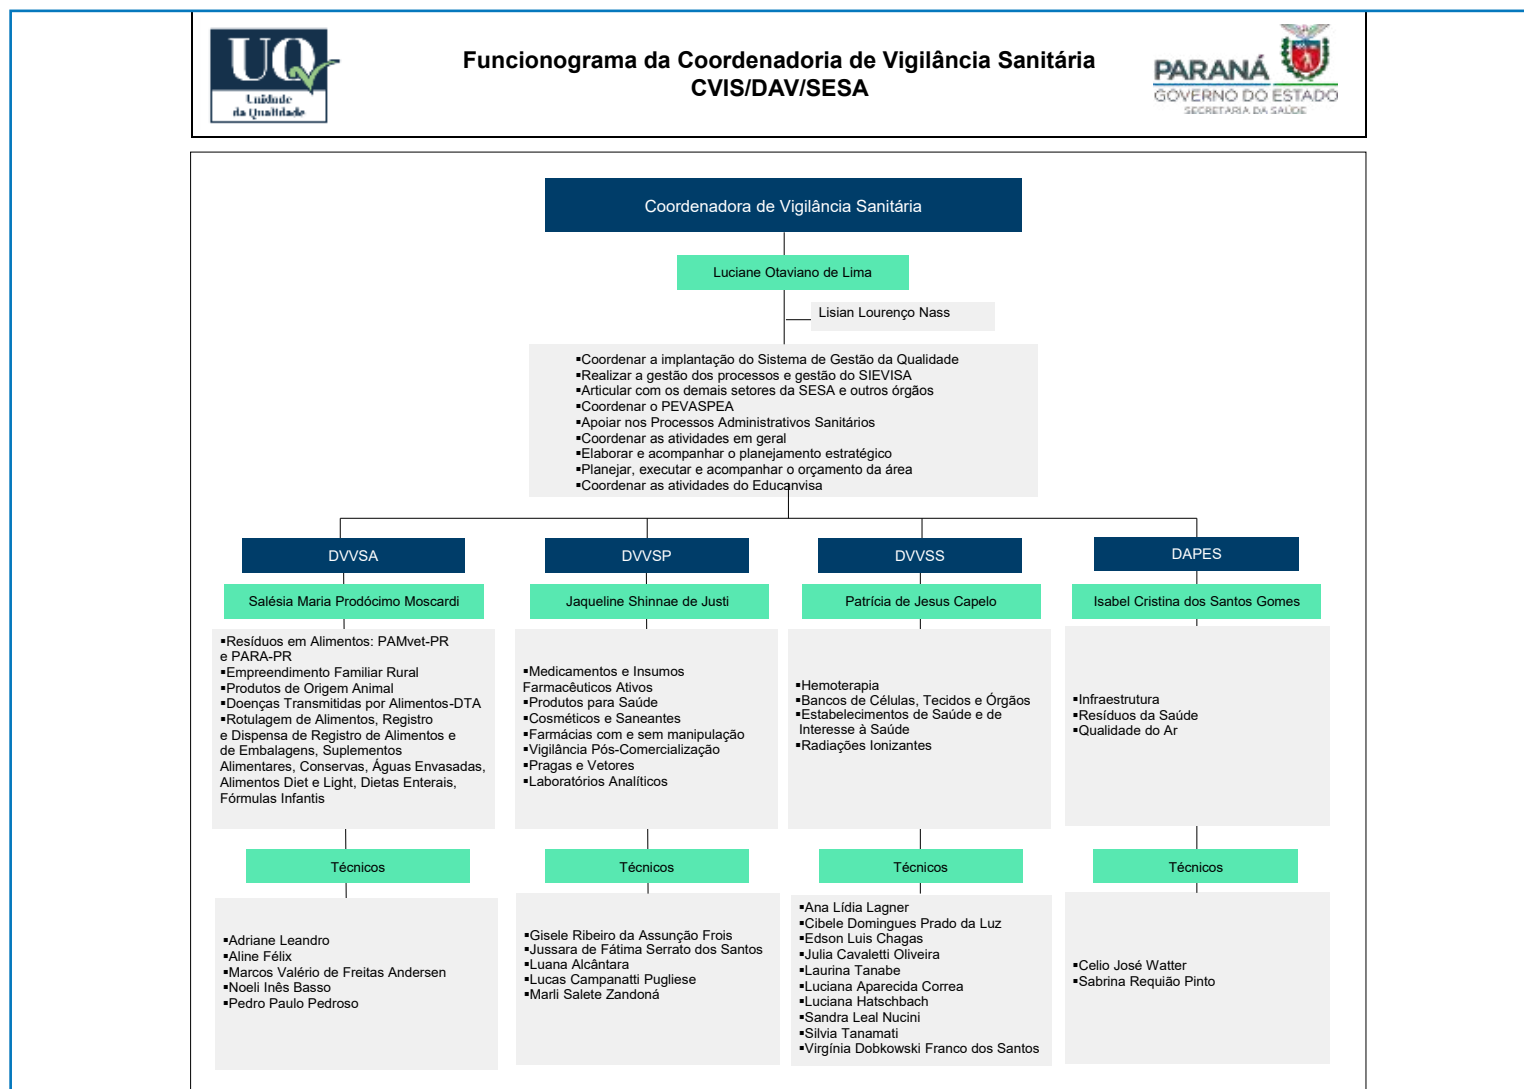 UQ
Unidade
da Qualidade
Funcionograma da Coordenadoria de Vigilância Sanitária
CVIS/DAV/SESA
PARANÁ
GOVERNO DO ESTADO
SECRETARIA DA SAÚDE
Coordenadora de Vigilância Sanitária
Luciane Otaviano de Lima
Lisian Lourenço Nass
▪Coordenar a implantação do Sistema de Gestão da Qualidade
▪Realizar a gestão dos processos e gestão do SIEVISA
▪Articular com os demais setores da SESA e outros órgãos
▪Coordenar o PEVASPEA
▪Apoiar nos Processos Administrativos Sanitários
▪Coordenar as atividades em geral
▪Elaborar e acompanhar o planejamento estratégico
▪Planejar, executar e acompanhar o orçamento da área
▪Coordenar as atividades do Educanvisa
DVVSA
Salésia Maria Prodócimo Moscardi
▪Resíduos em Alimentos: PAMvet-PR
e PARA-PR
▪Empreendimento Familiar Rural
▪Produtos de Origem Animal
▪Doenças Transmitidas por Alimentos-DTA
▪Rotulagem de Alimentos, Registro
e Dispensa de Registro de Alimentos e
de Embalagens, Suplementos
Alimentares, Conservas, Águas Envasadas,
Alimentos Diet e Light, Dietas Enterais,
Fórmulas Infantis
Técnicos
▪Adriane Leandro
▪Aline Félix
▪Marcos Valério de Freitas Andersen
▪Noeli Inês Basso
▪Pedro Paulo Pedroso
DVVSP
Jaqueline Shinnae de Justi
▪Medicamentos e Insumos
Farmacêuticos Ativos
▪Produtos para Saúde
▪Cosméticos e Saneantes
▪Farmácias com e sem manipulação
▪Vigilância Pós-Comercialização
▪Pragas e Vetores
▪Laboratórios Analíticos
Técnicos
▪Gisele Ribeiro da Assunção Frois
▪Jussara de Fátima Serrato dos Santos
▪Luana Alcântara
▪Lucas Campanatti Pugliese
▪Marli Salete Zandoná
DVVSS
Patrícia de Jesus Capelo
▪Hemoterapia
▪Bancos de Células, Tecidos e Órgãos
▪Estabelecimentos de Saúde e de
Interesse à Saúde
▪Radiações Ionizantes
Técnicos
▪Ana Lídia Lagner
▪Cibele Domingues Prado da Luz
▪Edson Luis Chagas
▪Julia Cavaletti Oliveira
▪Laurina Tanabe
▪Luciana Aparecida Correa
▪Luciana Hatschbach
▪Sandra Leal Nucini
▪Silvia Tanamati
▪Virgínia Dobkowski Franco dos Santos
DAPES
Isabel Cristina dos Santos Gomes
▪Infraestrutura
▪Resíduos da Saúde
▪Qualidade do Ar
Técnicos
▪Celio José Watter
▪Sabrina Requião Pinto